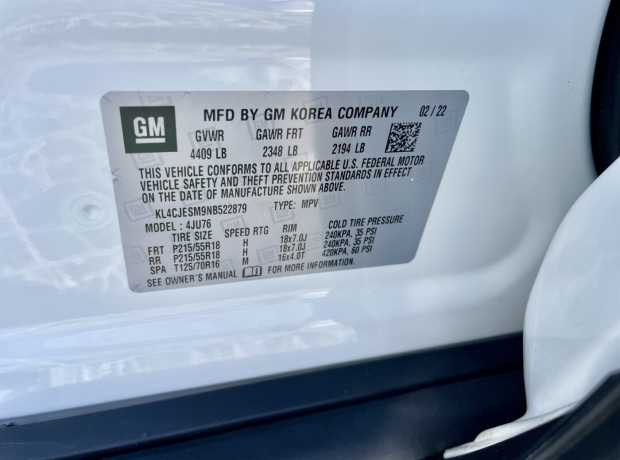 GM
MFD BY GM KOREA COMPANY 02 / 22
GVWR GAWR FRT GAWR RR
4409 LB 2348 LB 2194 LB
THIS VEHICLE CONFORMS TO ALL APPLICABLE U.S. FEDERAL MOTOR
VEHICLE SAFETY AND THEFT PREVENTION STANDARDS IN EFFECT
ON THE DATE OF MANUFACTURE SHOWN ABOVE.
KL4CJESM9NB522879 TYPE: MPV
MODEL : 4JU76
TIRE SIZE SPEED RTG RIM COLD TIRE PRESSURE
FRT P215/55R18 H 18x7.0J 240KPA, 35 PSI
RR P215/55R18 H 18x7.0J 240KPA, 35 PSI
SPA T125/70R16 M 16x4.0T 420KPA, 60 PSI
SEE OWNER'S MANUAL FOR MORE INFORMATION.